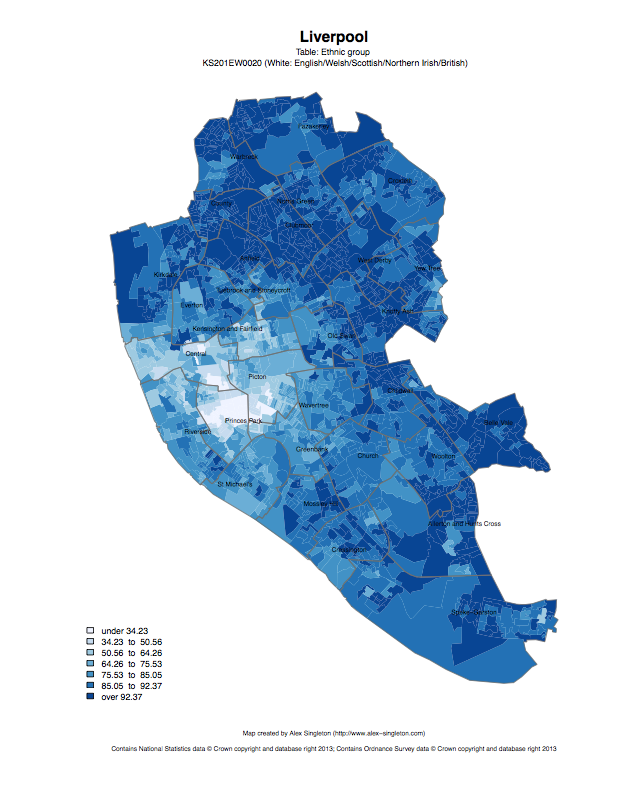 Liverpool
Table: Ethnic group
KS201EW0020 (White: English/Welsh/Scottish/Northern Irish/British)
Fazakerley
Warbreck
Croxteth
County
Norris Green
Clubmoor
Anfield
West Derby
Yew Tree
Kirkdale
Tuebrook and Stoneycroft
Everton
Knotty Ash
Kensington and Fairfield
Old Swan
Central
Picton
Childwall
Wavertree
Princes Park
Belle Vale
Riverside
Greenbank
Church
Woolton
St Michael's
Mossley Hill
Allerton and Hunts Cross
Cressington
Speke-Garston
under 34.23
34.23 to 50.56
50.56 to 64.26
64.26 to 75.53
75.53 to 85.05
85.05 to 92.37
over 92.37
Map created by Alex Singleton (http://www.alex-singleton.com)
Contains National Statistics data © Crown copyright and database right 2013; Contains Ordnance Survey data © Crown copyright and database right 2013